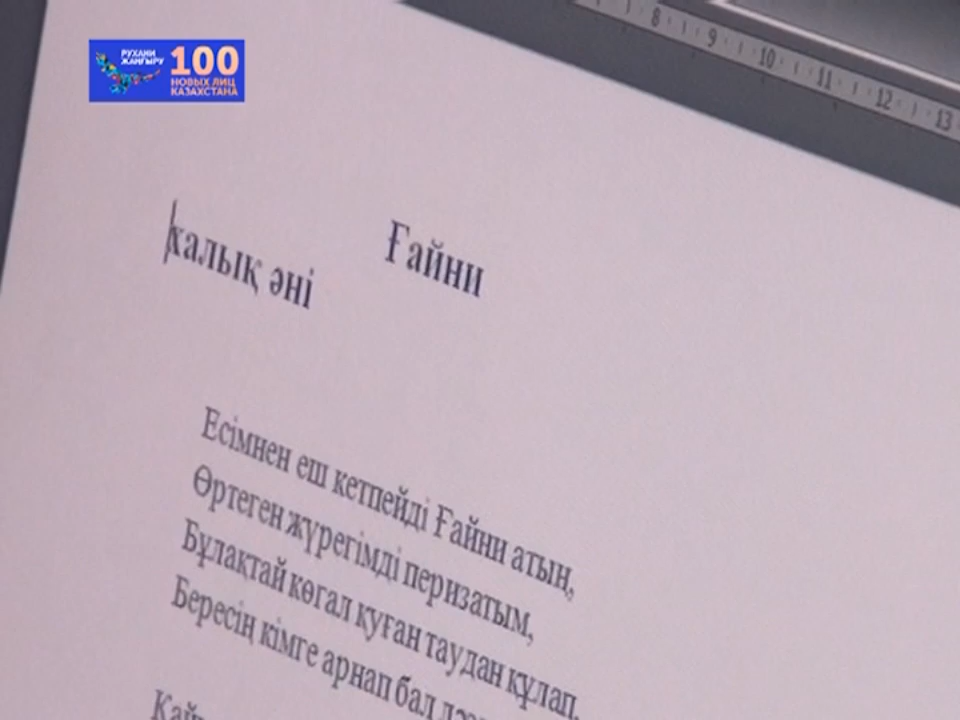 РУХАНИ
ЖАҢҒЫРУ
100
НОВЫХ ЛИЦ
КАЗАХСТАНА
8 9 10 11 12 13
Ғайни
халық әні
Есімнен еш кетпейді Ғайни атың,
Өртеген жүрегімді перизатым,
Бұлақтай көгал қуған таудан құлап,
Бересің кімге арнап бал